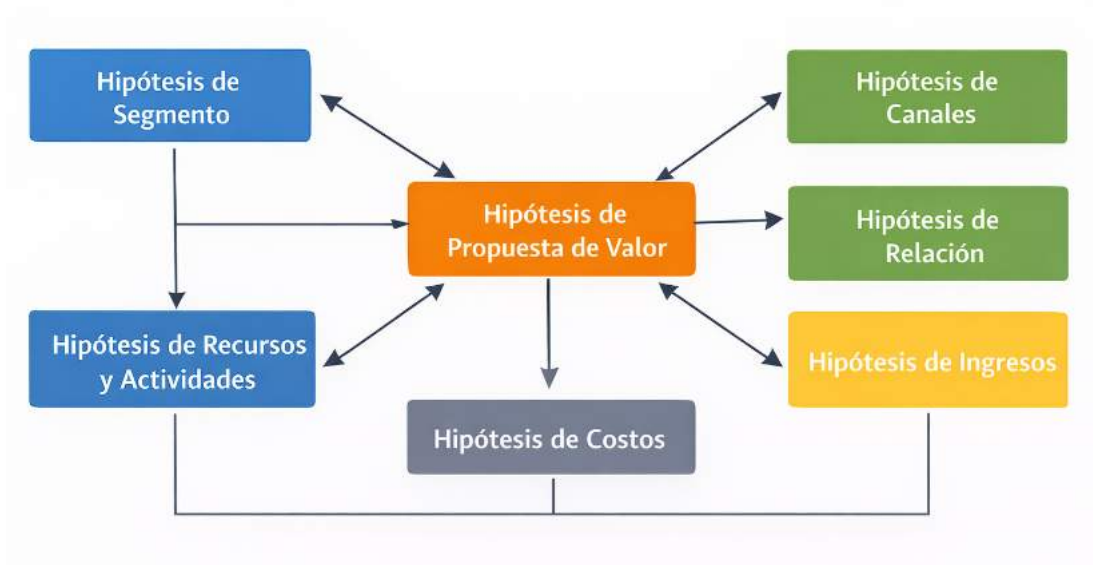 Hipótesis de
Segmento
Hipótesis de
Canales
Hipótesis de
Propuesta de Valor
Hipótesis de
Relación
Hipótesis de Recursos
y Actividades
Hipótesis de Ingresos
Hipótesis de Costos